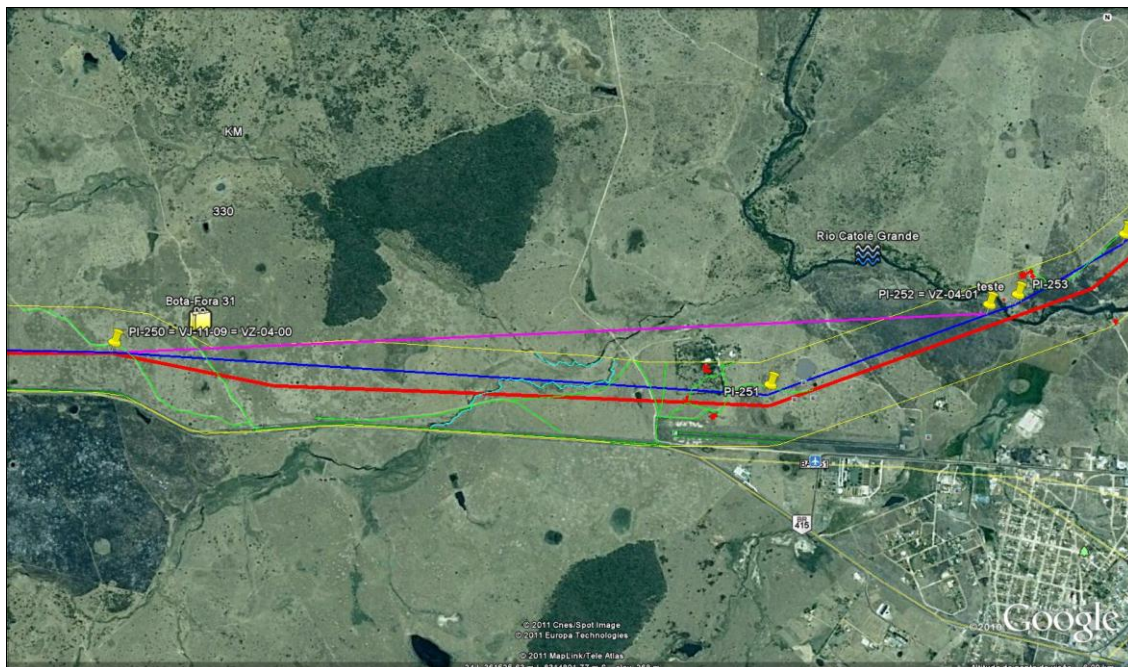 N
KM
330
Rio Catolé Grande
teste
PI-252 = VZ-04-01
PI-253
Bota-Fora 31
PI-250 = VJ-11-09 = VZ-04-00
PI-251
BR
415
© 2011 Cnes/Spot Image
© 2011 Europa Technologies
© 2010 Google
© 2011 MapLink/Tele Atlas